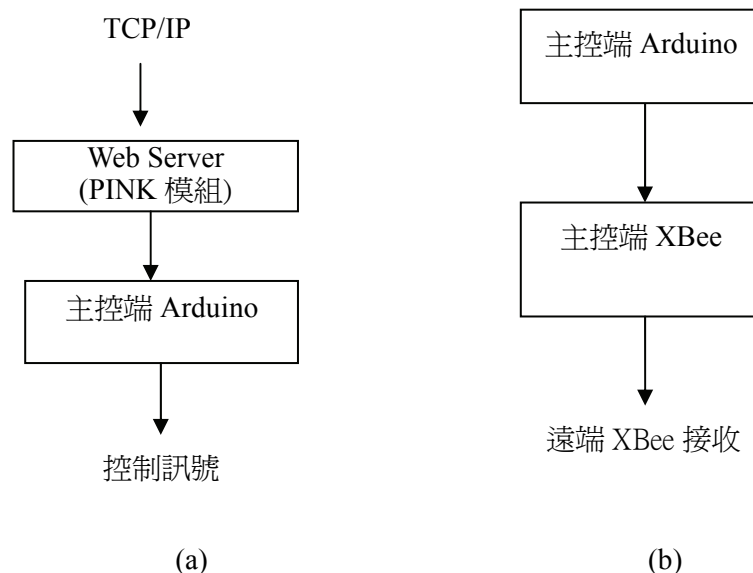 TCP/IP
Web Server
(PINK 模組)
主控端 Arduino
控制訊號
(a)
主控端 Arduino
主控端 XBee
遠端 XBee 接收
(b)